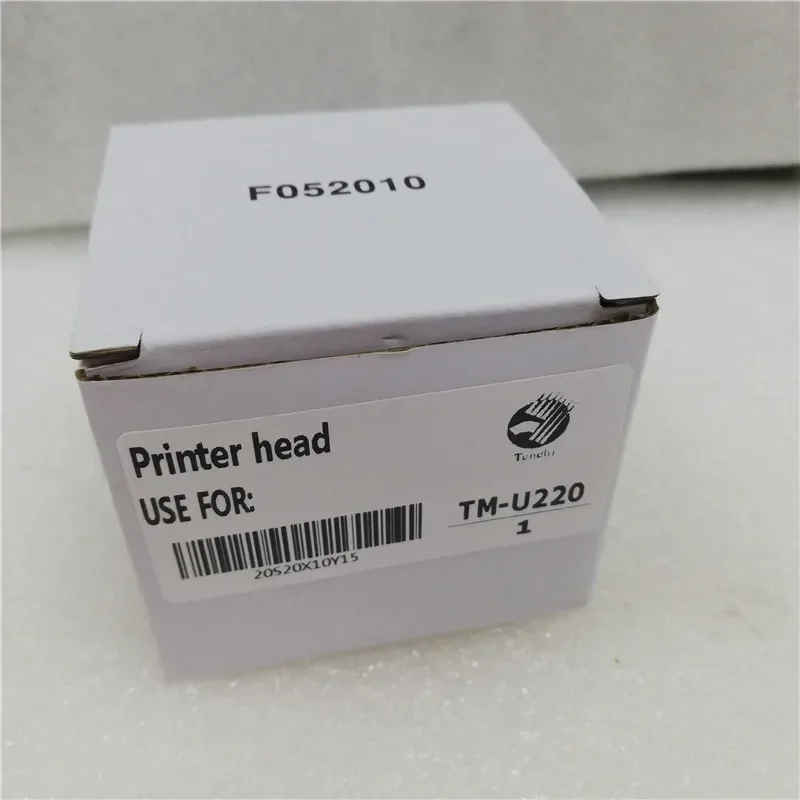 F052010
Printer head
USE FOR:
TM-U220
1
20S20X10Y15